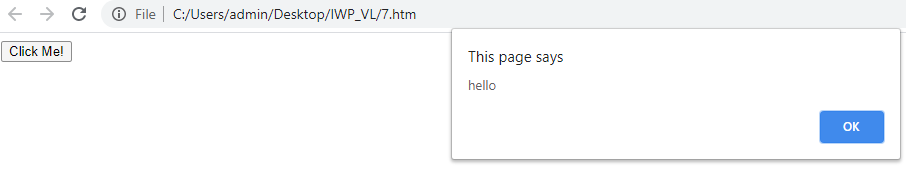 File | C:/Users/admin/Desktop/IWP_VL/7.htm
Click Me!
This page says
hello
OK